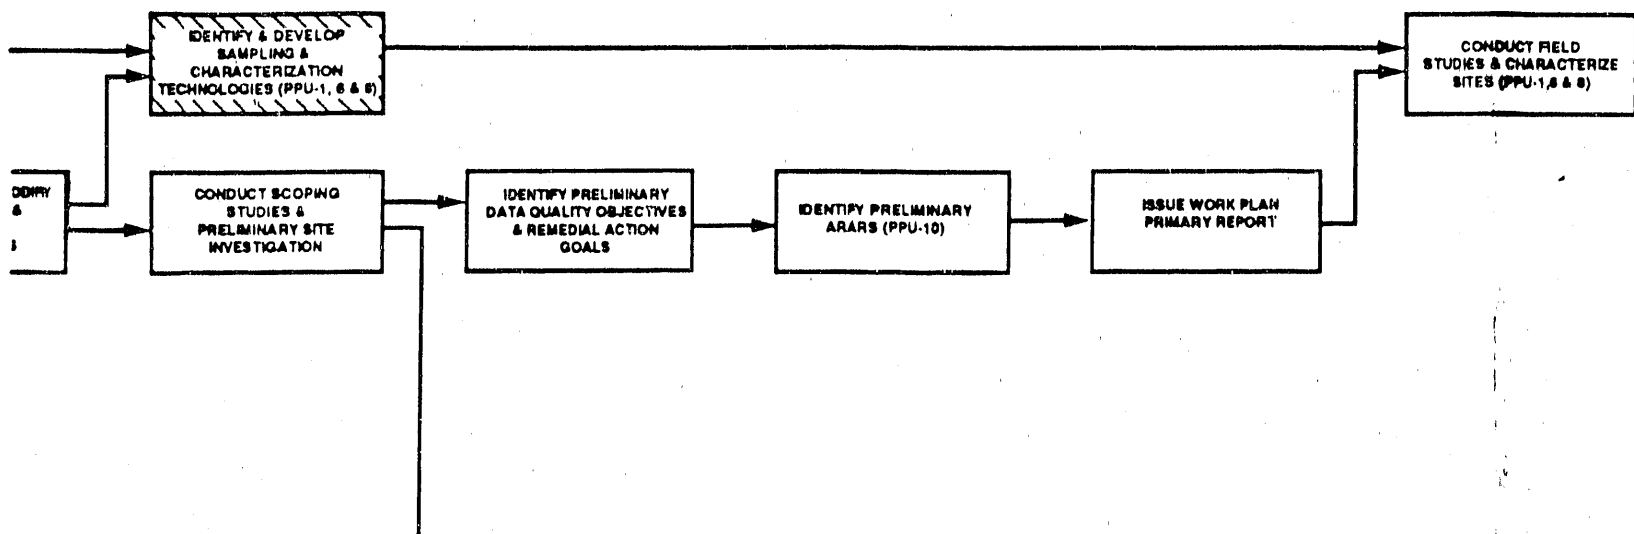 IDENTIFY & DEVELOP
SAMPLING &
CHARACTERIZATION
TECHNOLOGIES (PPU-1, 6 & 8)
CONDUCT FIELD
STUDIES & CHARACTERIZE
SITES (PPU-1,6 & 8)
&
CONDUCT SCOPING
STUDIES &
PRELIMINARY SITE
INVESTIGATION
IDENTIFY PRELIMINARY
DATA QUALITY OBJECTIVES
& REMEDIAL ACTION
GOALS
IDENTIFY PRELIMINARY
ARARS (PPU-10)
ISSUE WORK PLAN
PRIMARY REPORT